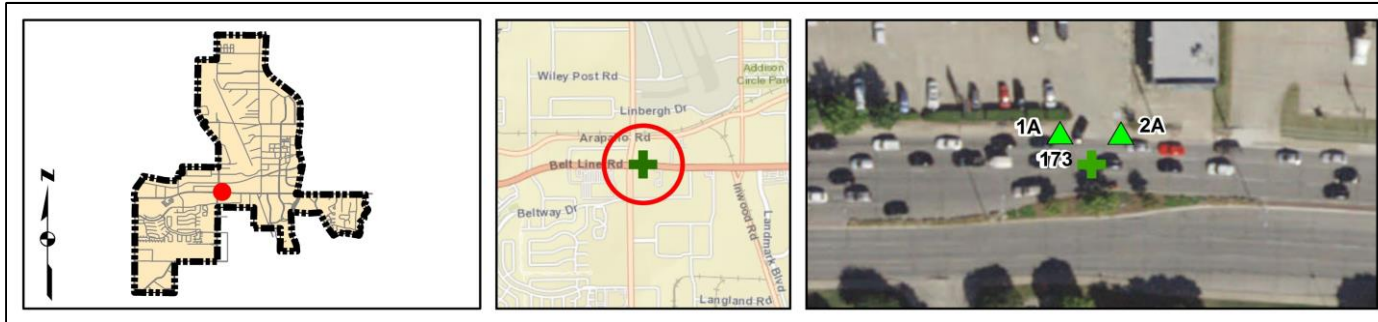 Z
Wiley Post Rd
Addison
Circle Park
Linbergh Dr
Arapaho Rd
Belt Line Rd
Beltway Dr
Inwood Rd
Landmark Blvd
Langland Rd
1A
2A
173